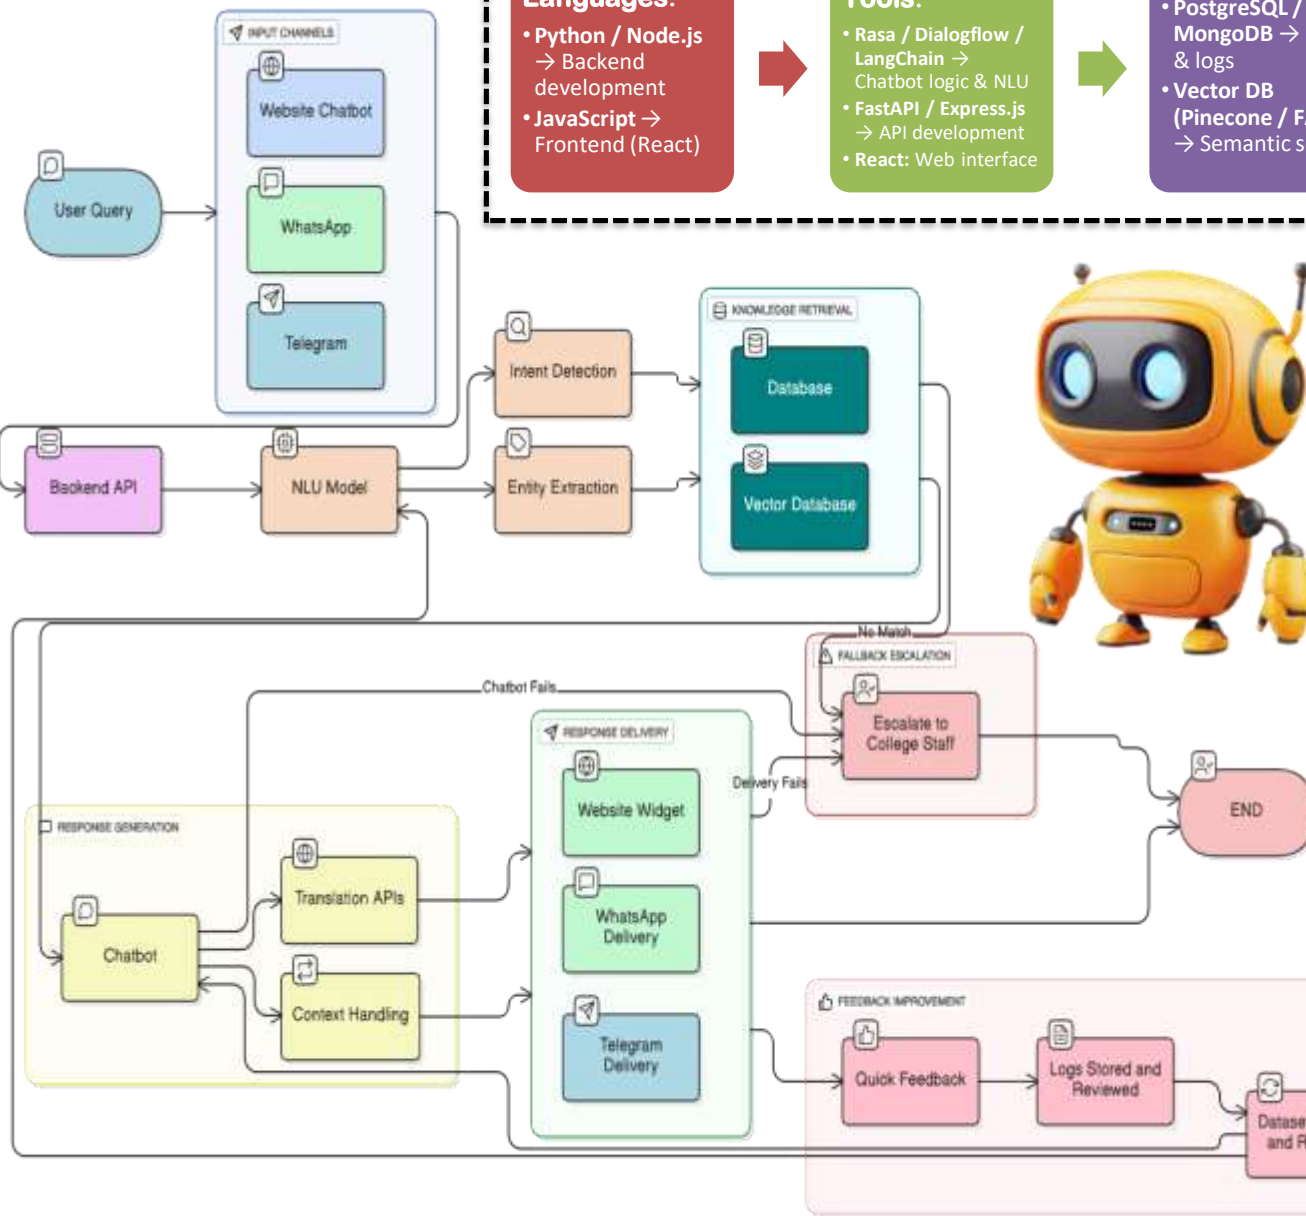 Languages:
• Python / Node.js
→ Backend
development
• JavaScript →
Frontend (React)
Tools:
• Rasa / Dialogflow /
LangChain →
Chatbot logic & NLU
• FastAPI / Express.js
→ API development
• React: Web interface
• PostgreSQL /
MongoDB →
& logs
• Vector DB
(Pinecone /
→ Semantic
INPUT CHANNELS
Website Chatbot
User Query
WhatsApp
Telegram
KNOWLEDGE RETRIEVAL
Intent Detection
Database
Backend API
NLU Model
Entity Extraction
Vector Database
No Match
FALLBACK ESCALATION
Chatbot Fails
Escalate to
College Staff
RESPONSE DELIVERY
Website Widget
Delivery Fails
END
RESPONSE GENERATION
Translation APIs
WhatsApp
Delivery
Chatbot
Context Handling
Telegram
Delivery
FEEDBACK IMPROVEMENT
Quick Feedback
Logs Stored and
Reviewed
and